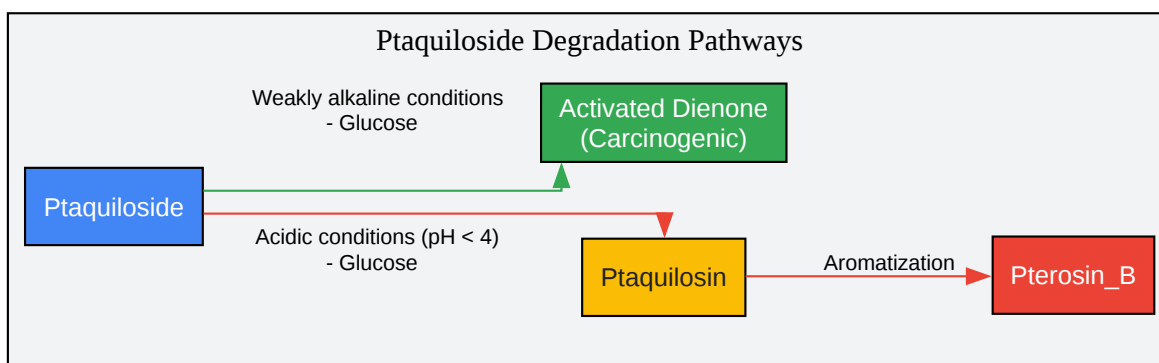 Ptaquiloside Degradation Pathways
Weakly alkaline conditions
- Glucose
Activated Dienone
(Carcinogenic)
Ptaquiloside
Acidic conditions (pH < 4)
- Glucose
Ptaquilosin
Aromatization
Pterosin_B